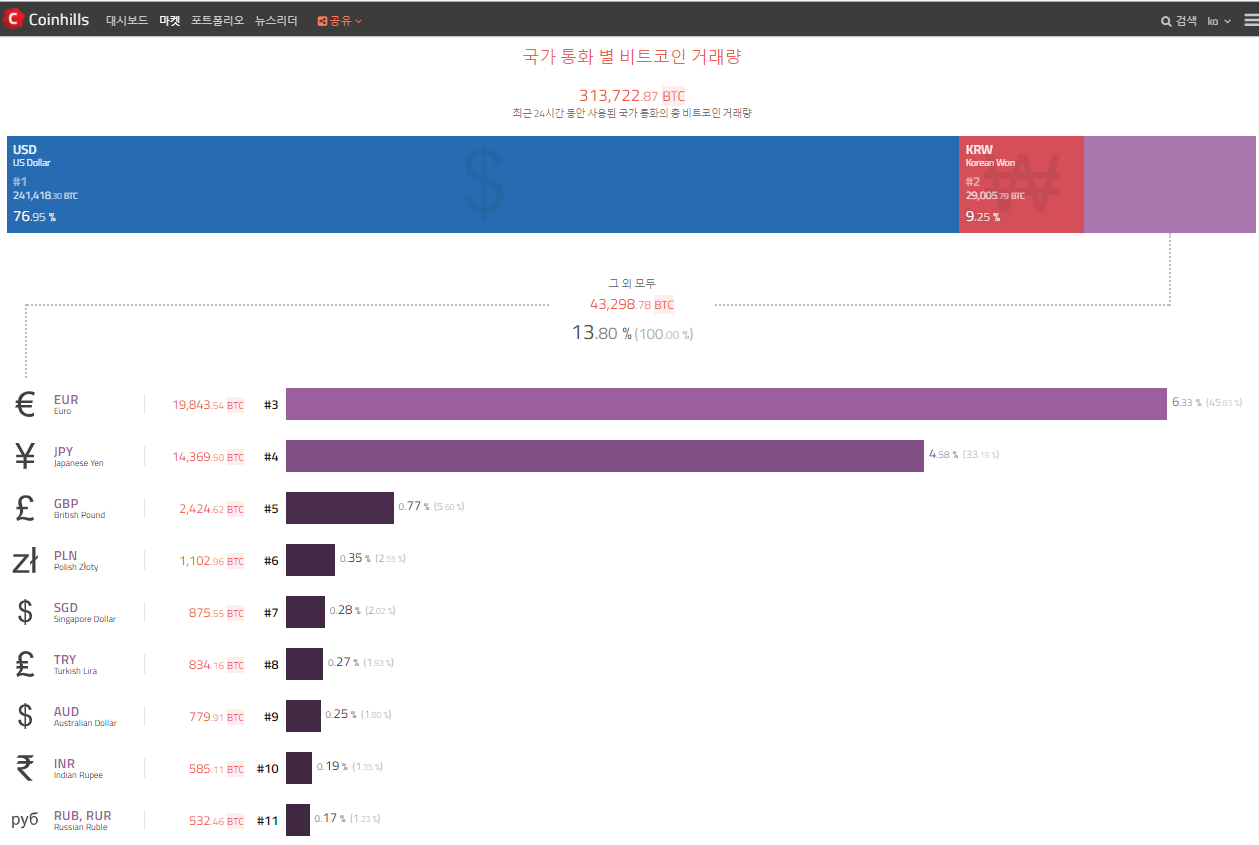 Coinhills 대시보드 마켓 포트폴리오 뉴스리더 공유 검색 ko
국가 통화 별 비트코인 거래량
313,722.87 BTC
최근 24시간 동안 사용된 국가 통화의 총 비트코인 거래량
USD
US Dollar
#1
241,418.30 BTC
76.95 %
$
KRW
Korean Won
#2
29,005.79 BTC
9.25 %
₩
그 외 모두
43,298.78 BTC
13.80 % (100.00 %)
€ EUR Euro 19,843.54 BTC #3 6.33 % (45.83 %)
¥ JPY Japanese Yen 14,369.50 BTC #4 4.58 % (33.19 %)
£ GBP British Pound 2,424.62 BTC #5 0.77 % (5.60 %)
zł PLN Polish Złoty 1,102.96 BTC #6 0.35 % (2.55 %)
$ SGD Singapore Dollar 875.55 BTC #7 0.28 % (2.02 %)
₤ TRY Turkish Lira 834.16 BTC #8 0.27 % (1.93 %)
$ AUD Australian Dollar 779.91 BTC #9 0.25 % (1.80 %)
₹ INR Indian Rupee 585.11 BTC #10 0.19 % (1.35 %)
руб RUB, RUR Russian Ruble 532.46 BTC #11 0.17 % (1.23 %)